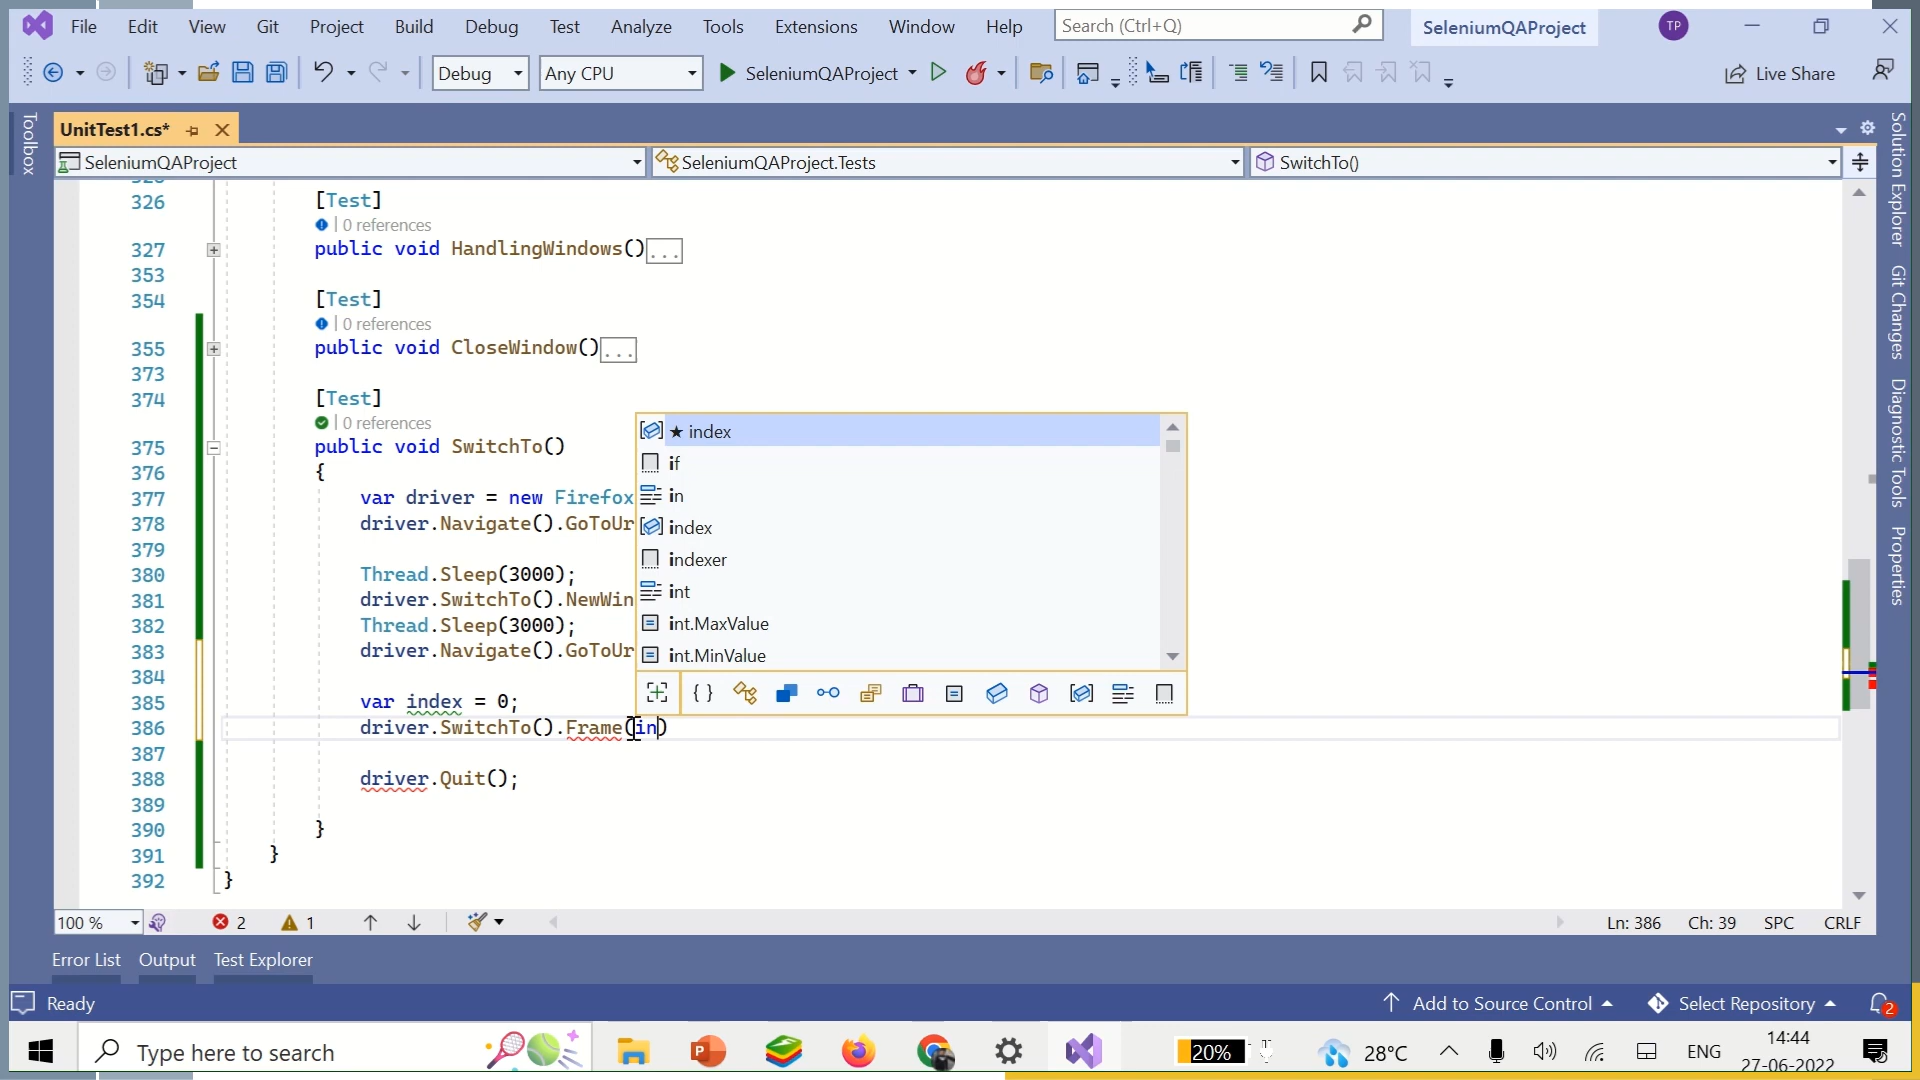 File Edit View Git Project Build Debug Test Analyze Tools Extensions Window Help Search (Ctrl+Q) SeleniumQAProject TP
Debug Any CPU SeleniumQAProject Live Share
Toolbox
UnitTest1.cs*
SeleniumQAProject SeleniumQAProject.Tests SwitchTo()
326 [Test]
0 references
327 public void HandlingWindows()...
353
354 [Test]
0 references
355 public void CloseWindow()...
373
374 [Test]
0 references
375 public void SwitchTo()
376 {
377 var driver = new Firefox
378 driver.Navigate().GoToUr
379
380 Thread.Sleep(3000);
381 driver.SwitchTo().NewWin
382 Thread.Sleep(3000);
383 driver.Navigate().GoToUr
384
385 var index = 0;
386 driver.SwitchTo().Frame(in)
387
388 driver.Quit();
389
390 }
391 }
392 }
★ index
if
in
index
indexer
int
int.MaxValue
int.MinValue
{ }
Solution Explorer
Git Changes
Diagnostic Tools
Properties
100 % 2 1 Ln: 386 Ch: 39 SPC CRLF
Error List Output Test Explorer
Ready Add to Source Control Select Repository 2
Type here to search 20% 28°C ENG 14:44
27-06-2022